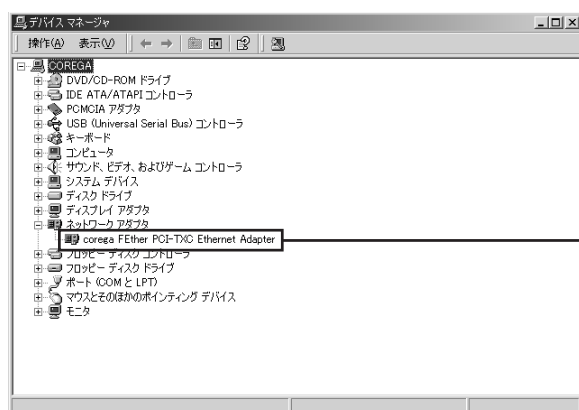 デバイス マネージャ
操作(A) 表示(V)
COREGA
DVD/CD-ROM ドライブ
IDE ATA/ATAPI コントローラ
PCMCIA アダプタ
USB (Universal Serial Bus) コントローラ
キーボード
コンピュータ
サウンド、ビデオ、およびゲーム コントローラ
システム デバイス
ディスク ドライブ
ディスプレイ アダプタ
ネットワーク アダプタ
corega FEther PCI-TXC Ethernet Adapter
フロッピー ディスク コントローラ
フロッピー ディスク ドライブ
ポート (COM と LPT)
マウスとそのほかのポインティング デバイス
モニタ